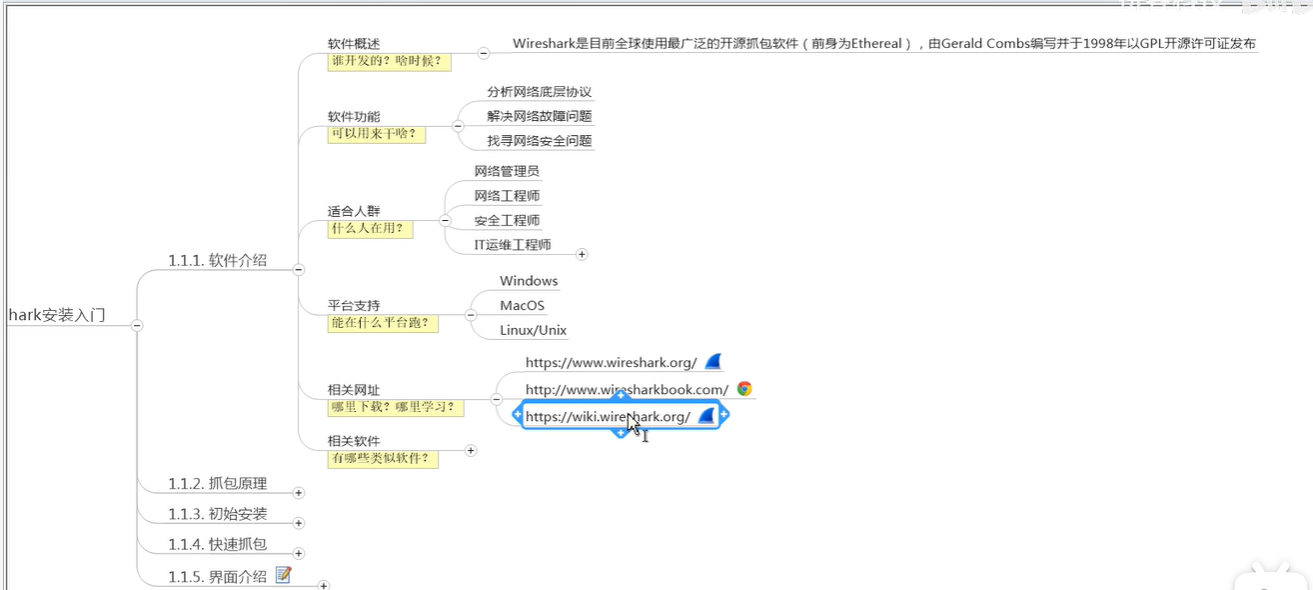 软件概述
谁开发的？啥时候？
Wireshark是目前全球使用最广泛的开源抓包软件（前身为Ethereal），由Gerald Combs编写并于1998年以GPL开源许可证发布
软件功能
可以用来干啥？
分析网络底层协议
解决网络故障问题
找寻网络安全问题
适合人群
什么人在用？
网络管理员
网络工程师
安全工程师
IT运维工程师
1.1.1. 软件介绍
平台支持
能在什么平台跑？
Windows
MacOS
Linux/Unix
hark安装入门
相关网址
哪里下载？哪里学习？
https://www.wireshark.org/
http://www.wiresharkbook.com/
https://wiki.wireshark.org/
相关软件
有哪些类似软件？
1.1.2. 抓包原理
1.1.3. 初始安装
1.1.4. 快速抓包
1.1.5. 界面介绍